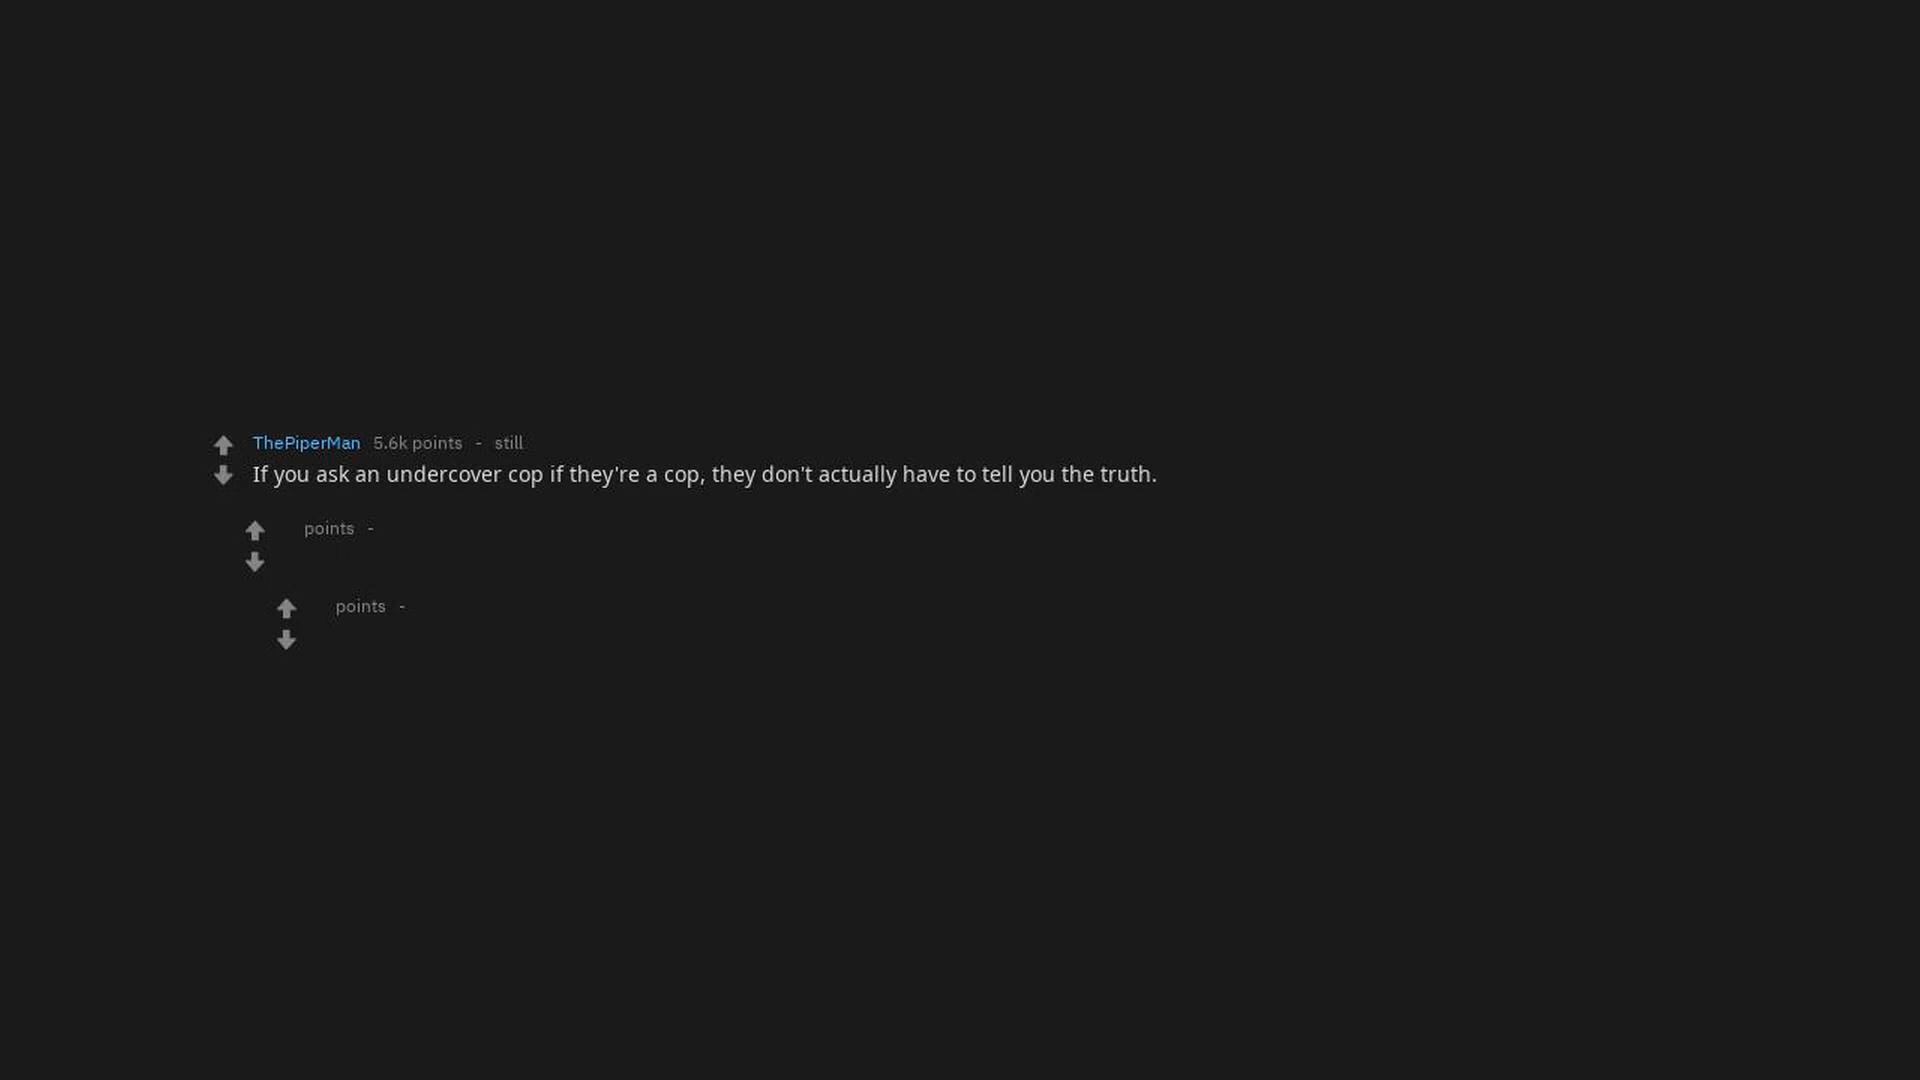 ThePiperMan 5.6k points - still
If you ask an undercover cop if they're a cop, they don't actually have to tell you the truth.
points -
points -